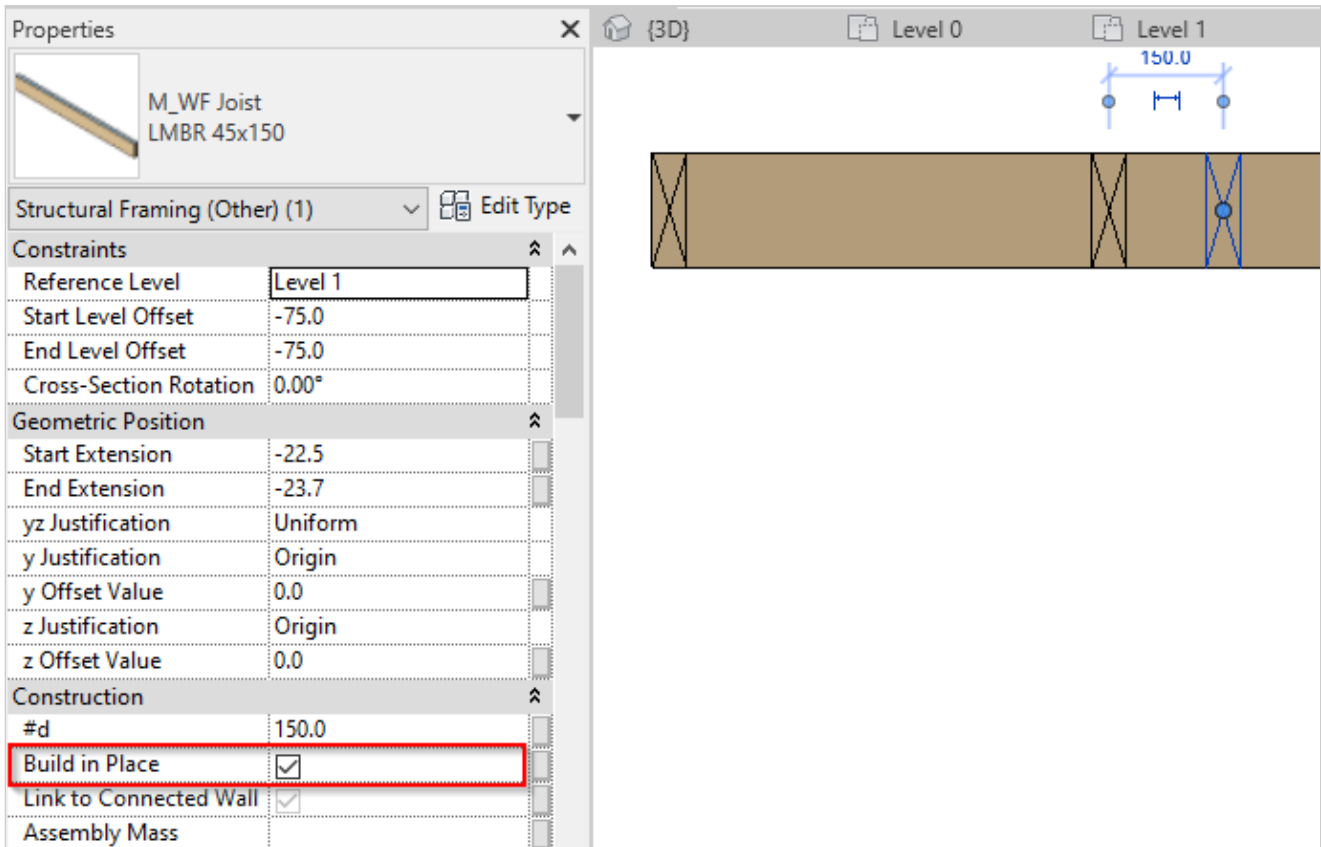 Properties
M_WF Joist
LMBR 45x150
Structural Framing (Other) (1)
Edit Type
Constraints
Reference Level Level 1
Start Level Offset -75.0
End Level Offset -75.0
Cross-Section Rotation 0.00°
Geometric Position
Start Extension -22.5
End Extension -23.7
yz Justification Uniform
y Justification Origin
y Offset Value 0.0
z Justification Origin
z Offset Value 0.0
Construction
#d 150.0
Build in Place
Link to Connected Wall
Assembly Mass
{3D} Level 0 Level 1
150.0